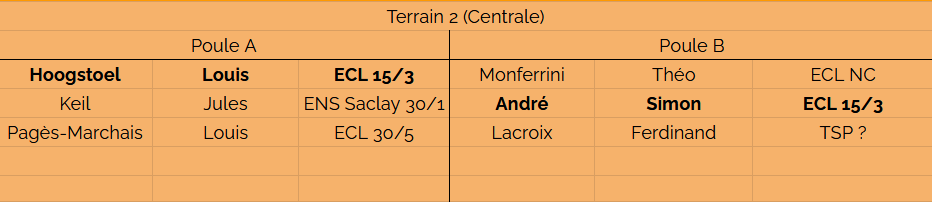 Terrain 2 (Centrale)
Poule A Poule B
Hoogstoel Louis ECL 15/3 Monferrini Théo ECL NC
Keil Jules ENS Saclay 30/1 André Simon ECL 15/3
Pagès-Marchais Louis ECL 30/5 Lacroix Ferdinand TSP ?